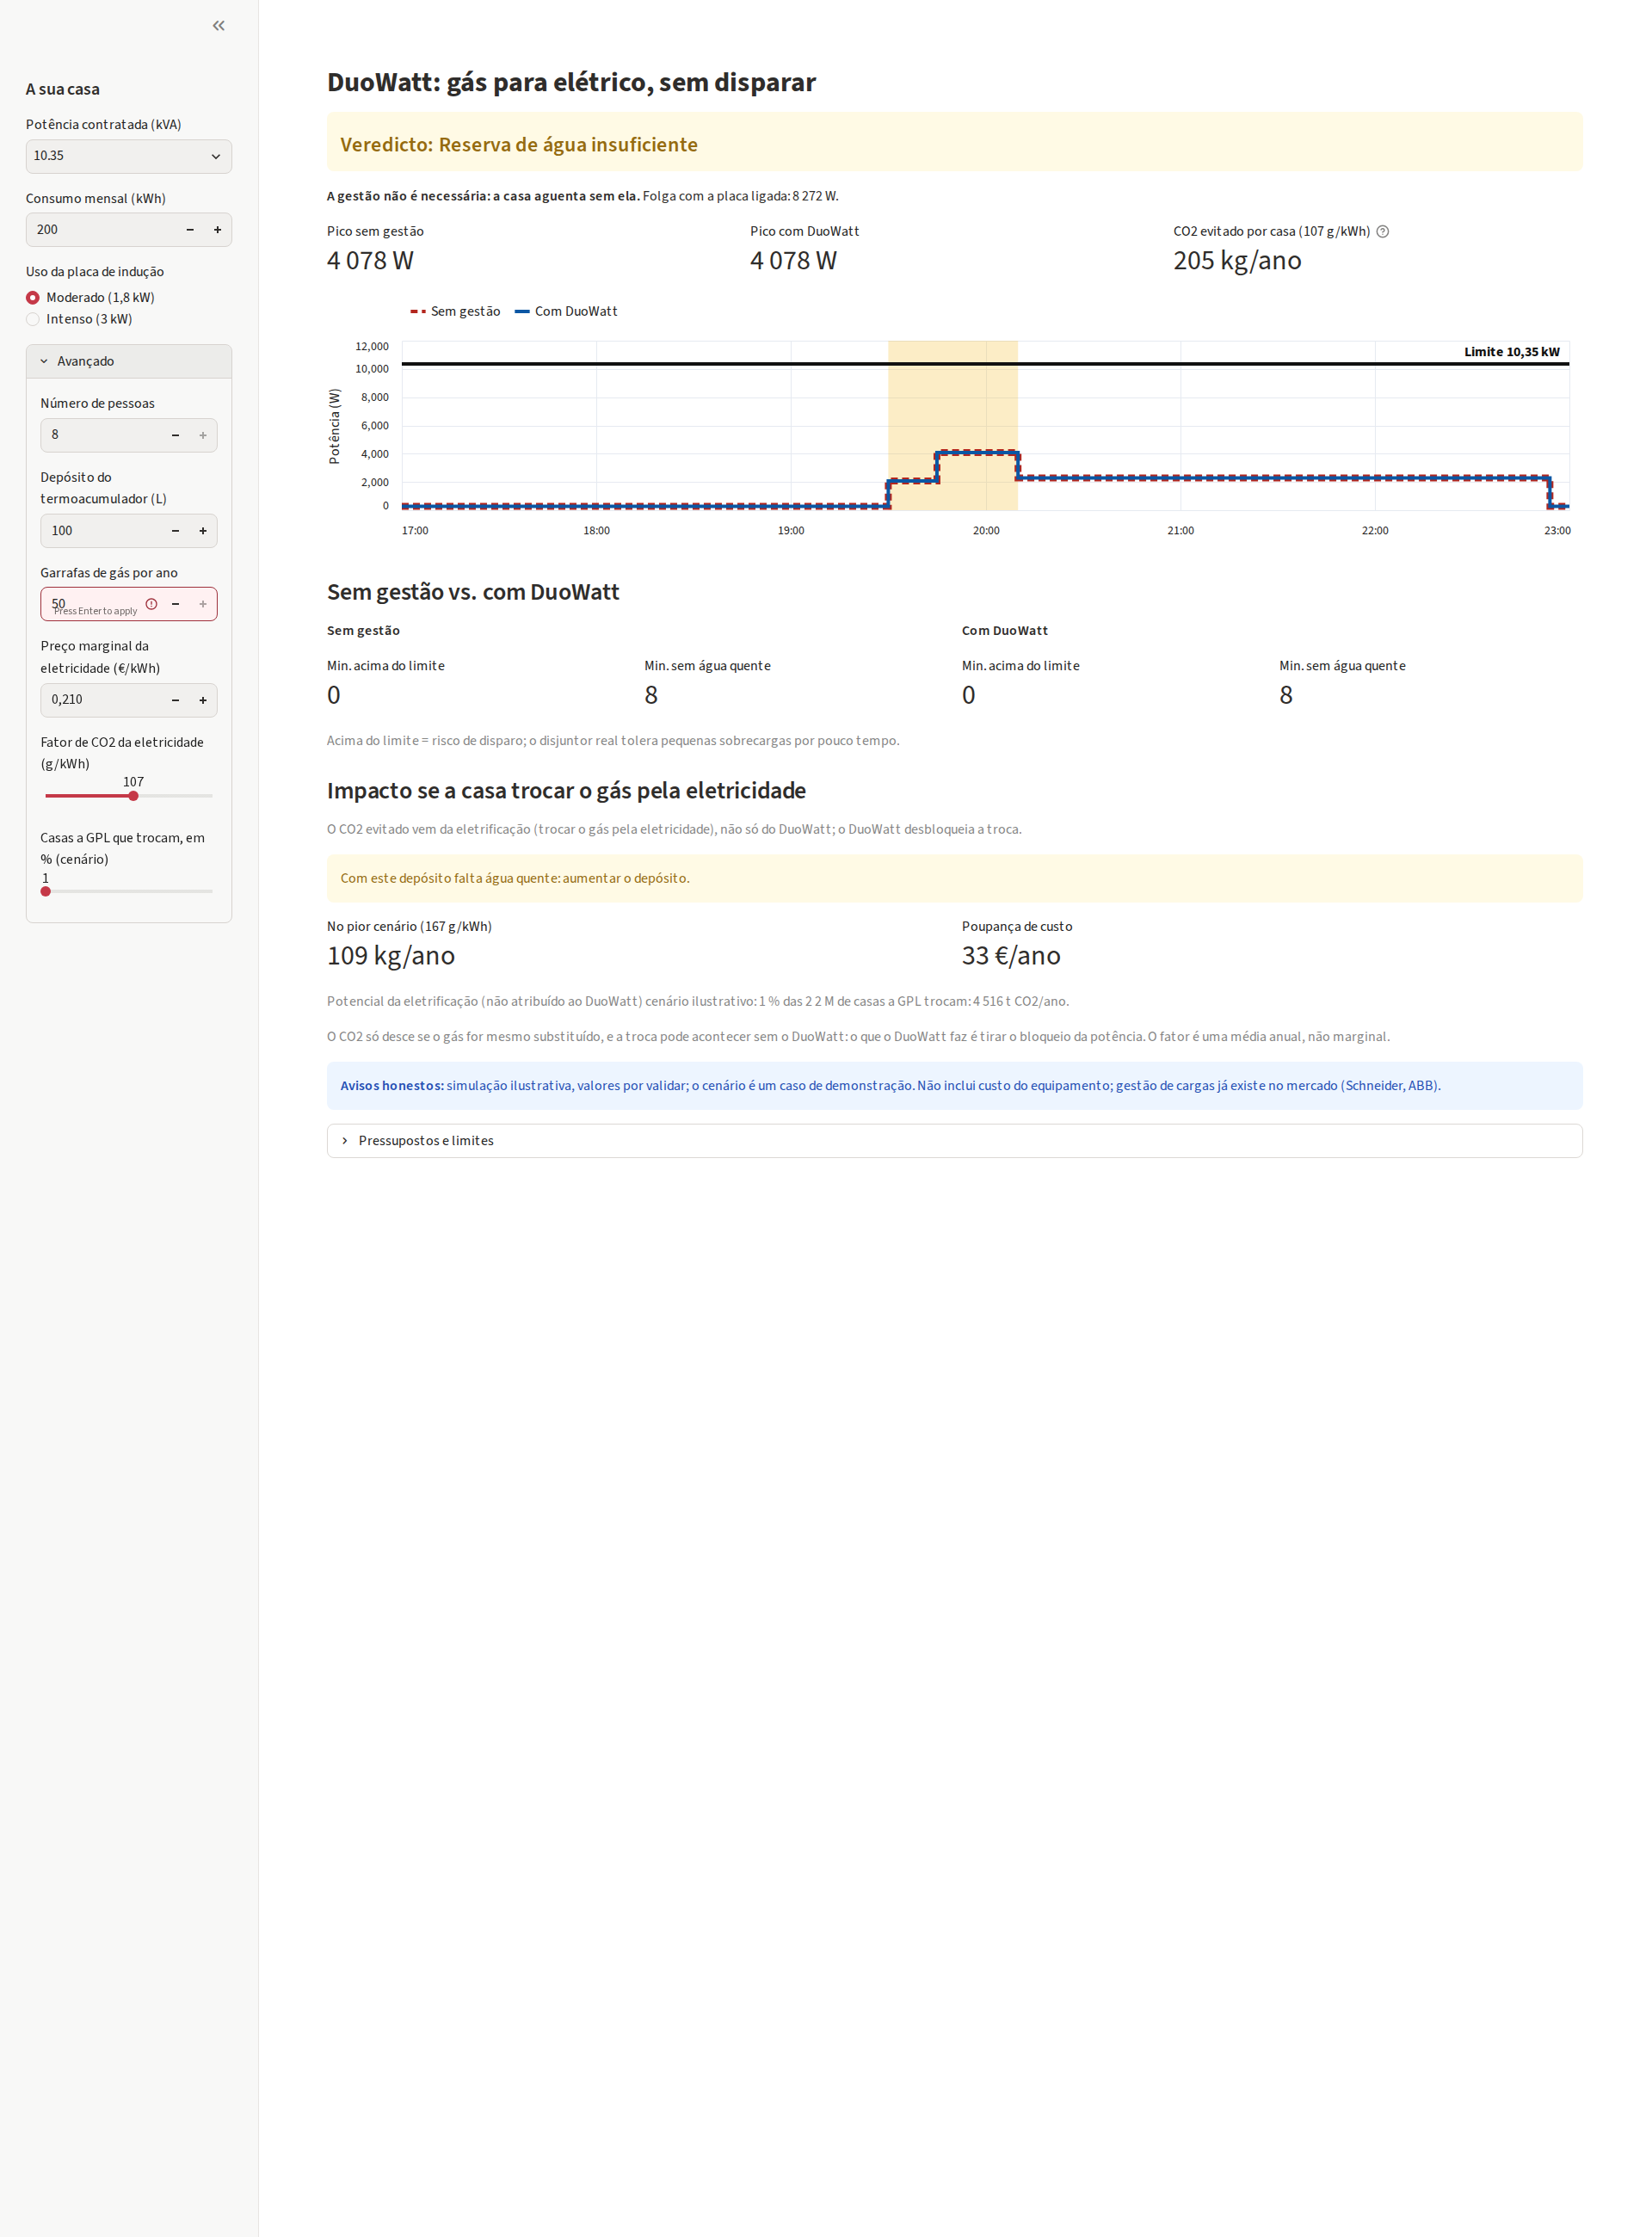 A sua casa
Potência contratada (kVA)
10.35
Consumo mensal (kWh)
200
Uso da placa de indução
Moderado (1,8 kW)
Intenso (3 kW)
Avançado
Número de pessoas
8
Depósito do
termoacumulador (L)
100
Garrafas de gás por ano
50
Press Enter to apply
Preço marginal da
eletricidade (€/kWh)
0,210
Fator de CO2 da eletricidade
(g/kWh)
107
Casas a GPL que trocam, em
% (cenário)
1
DuoWatt: gás para elétrico, sem disparar
Veredicto: Reserva de água insuficiente
A gestão não é necessária: a casa aguenta sem ela. Folga com a placa ligada: 8 272 W.
Pico sem gestão
4 078 W
Pico com DuoWatt
4 078 W
CO2 evitado por casa (107 g/kWh)
205 kg/ano
Sem gestão
Com DuoWatt
Potência (W)
12,000
10,000
8,000
6,000
4,000
2,000
0
Limite 10,35 kW
17:00
18:00
19:00
20:00
21:00
22:00
23:00
Sem gestão vs. com DuoWatt
Sem gestão
Com DuoWatt
Min. acima do limite
0
Min. sem água quente
8
Min. acima do limite
0
Min. sem água quente
8
Acima do limite = risco de disparo; o disjuntor real tolera pequenas sobrecargas por pouco tempo.
Impacto se a casa trocar o gás pela eletricidade
O CO2 evitado vem da eletrificação (trocar o gás pela eletricidade), não só do DuoWatt; o DuoWatt desbloqueia a troca.
Com este depósito falta água quente: aumentar o depósito.
No pior cenário (167 g/kWh)
109 kg/ano
Poupança de custo
33 €/ano
Potencial da eletrificação (não atribuído ao DuoWatt) cenário ilustrativo: 1 % das 2 2 M de casas a GPL trocam: 4 516 t CO2/ano.
O CO2 só desce se o gás for mesmo substituído, e a troca pode acontecer sem o DuoWatt: o que o DuoWatt faz é tirar o bloqueio da potência. O fator é uma média anual, não marginal.
Avisos honestos: simulação ilustrativa, valores por validar; o cenário é um caso de demonstração. Não inclui custo do equipamento; gestão de cargas já existe no mercado (Schneider, ABB).
Pressupostos e limites